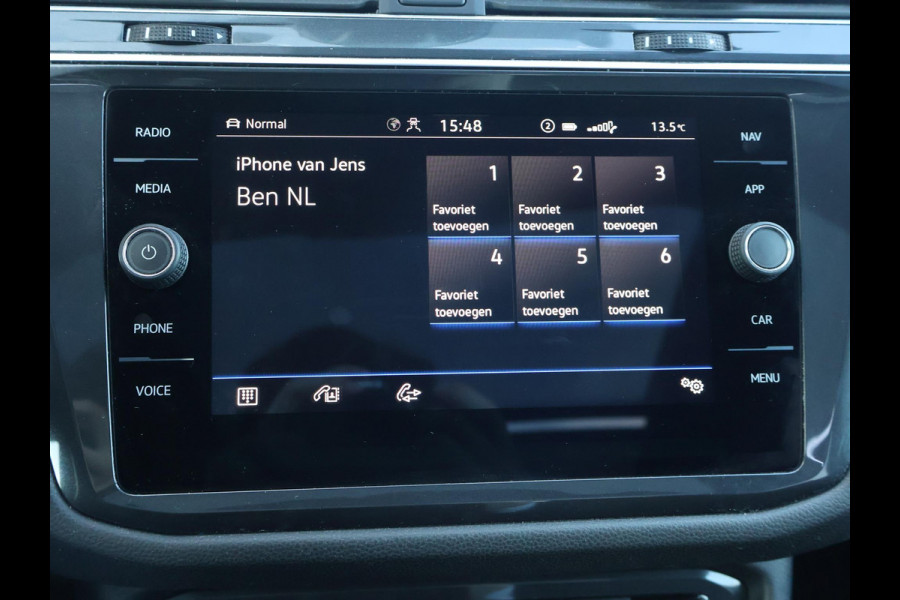 RADIO
MEDIA
PHONE
VOICE
Normal
15:48
2
13.5°C
iPhone van Jens
Ben NL
1
Favoriet
toevoegen
2
Favoriet
toevoegen
3
Favoriet
toevoegen
4
Favoriet
toevoegen
5
Favoriet
toevoegen
6
Favoriet
toevoegen
NAV
APP
CAR
MENU